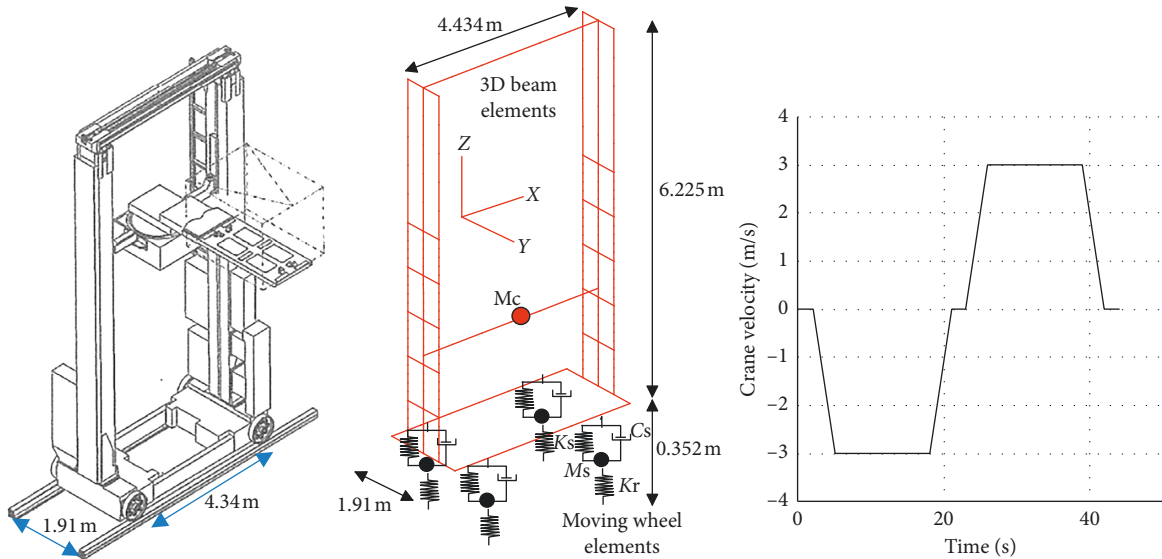 1.91 m
4.34 m
4.434 m
3D beam
elements
Z
X
Y
6.225 m
Mc
Cs
Ks
Ms
Kr
0.352 m
1.91 m
Moving wheel
elements
Crane velocity (m/s)
4
3
2
1
0
−1
−2
−3
−4
0
20
40
Time (s)